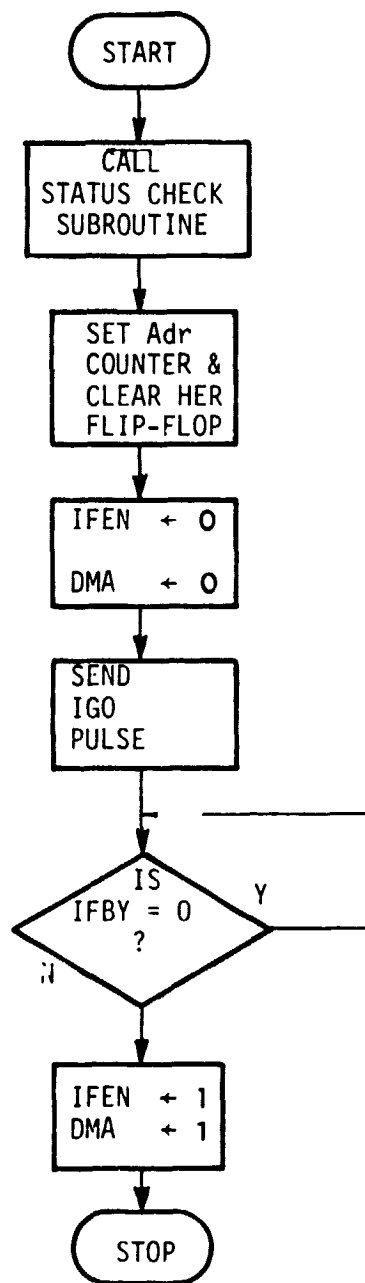 START
CALL
STATUS CHECK
SUBROUTINE
SET Adr
COUNTER &
CLEAR HER
FLIP-FLOP
IFEN ← 0
DMA ← 0
SEND
IGO
PULSE
IS
IFBY = 0
?
Y
N
IFEN ← 1
DMA ← 1
STOP